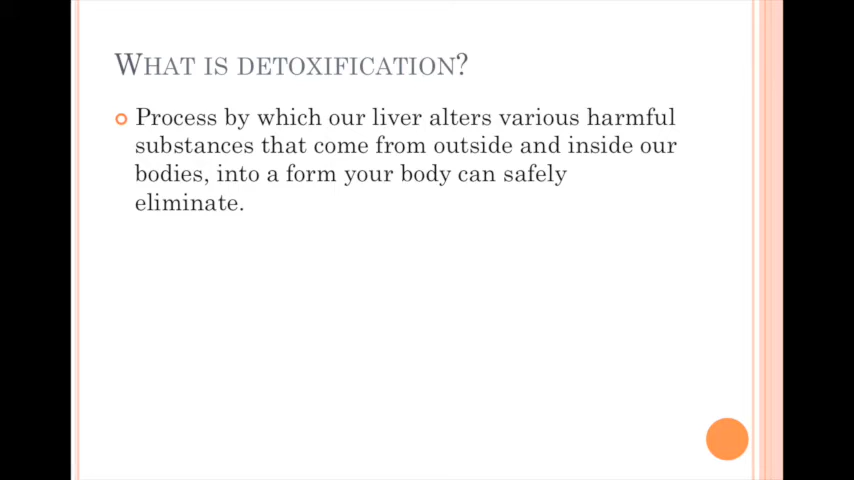 What is detoxification?
Process by which our liver alters various harmful
substances that come from outside and inside our
bodies, into a form your body can safely
eliminate.